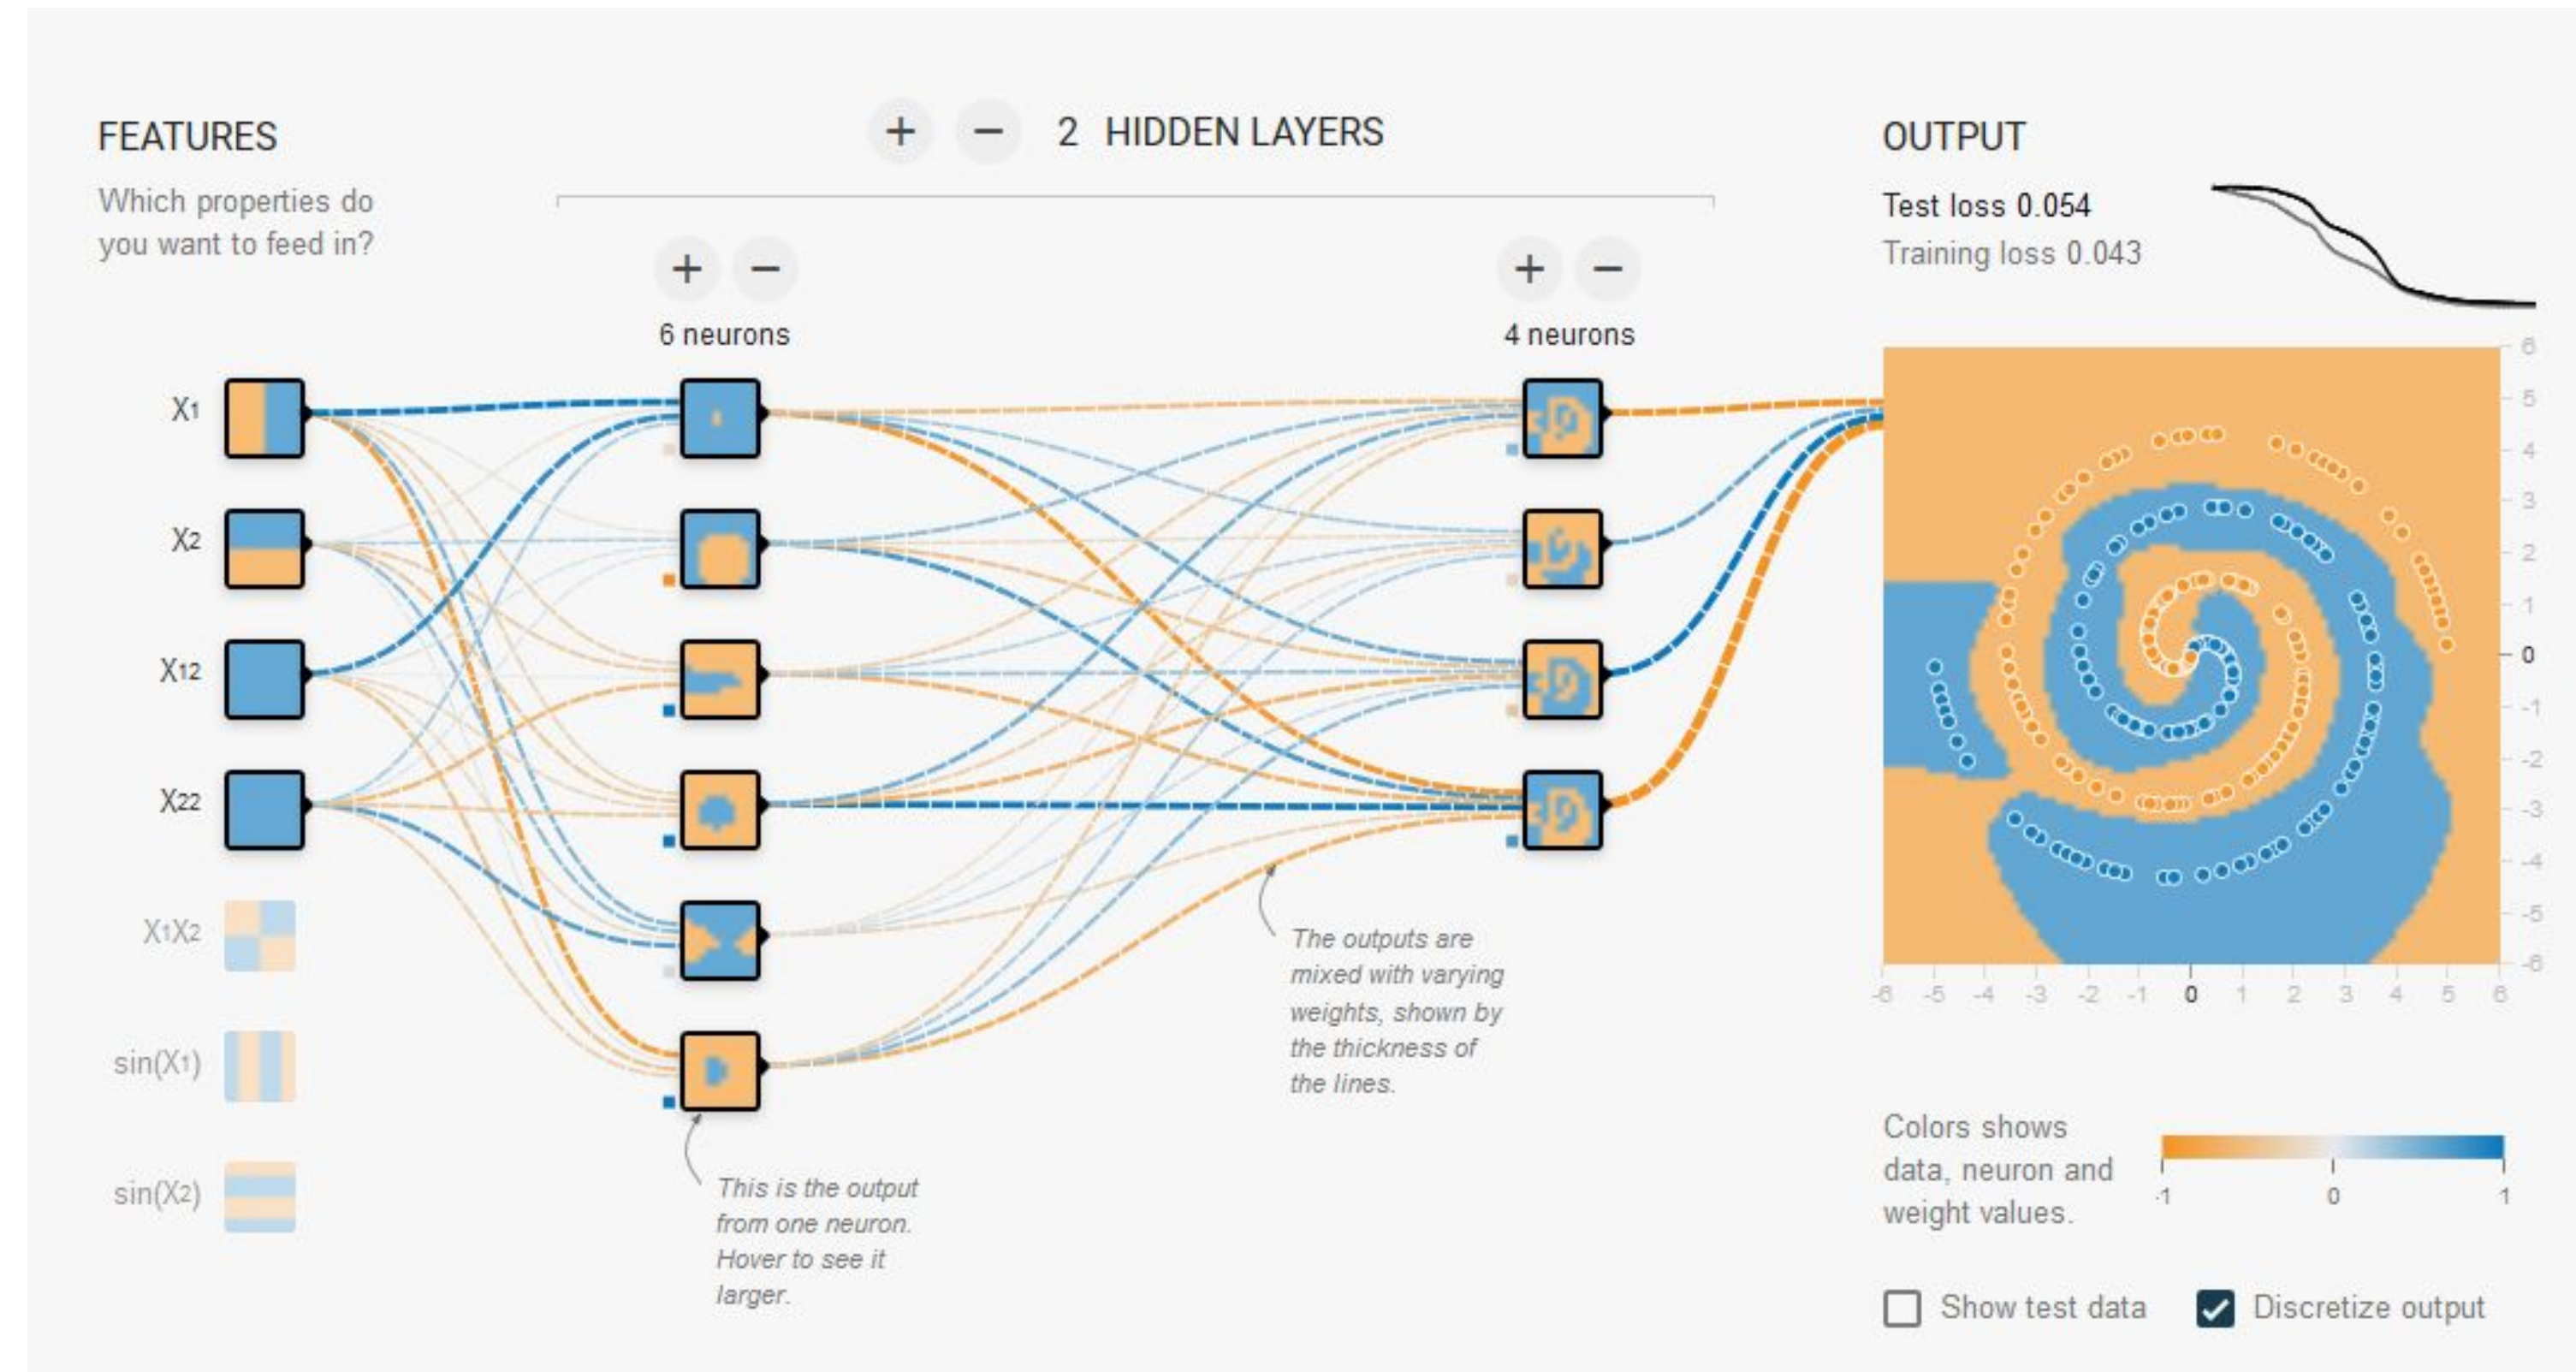 FEATURES
Which properties do
you want to feed in?
+ − 2 HIDDEN LAYERS
+ −
6 neurons
+ −
4 neurons
X1
X2
X12
X22
X1X2
sin(X1)
sin(X2)
This is the output
from one neuron.
Hover to see it
larger.
The outputs are
mixed with varying
weights, shown by
the thickness of
the lines.
OUTPUT
Test loss 0.054
Training loss 0.043
6
5
4
3
2
1
0
-1
-2
-3
-4
-5
-6
-6 -5 -4 -3 -2 -1 0 1 2 3 4 5 6
Colors shows
data, neuron and
weight values.
-1 0 1
Show test data
Discretize output